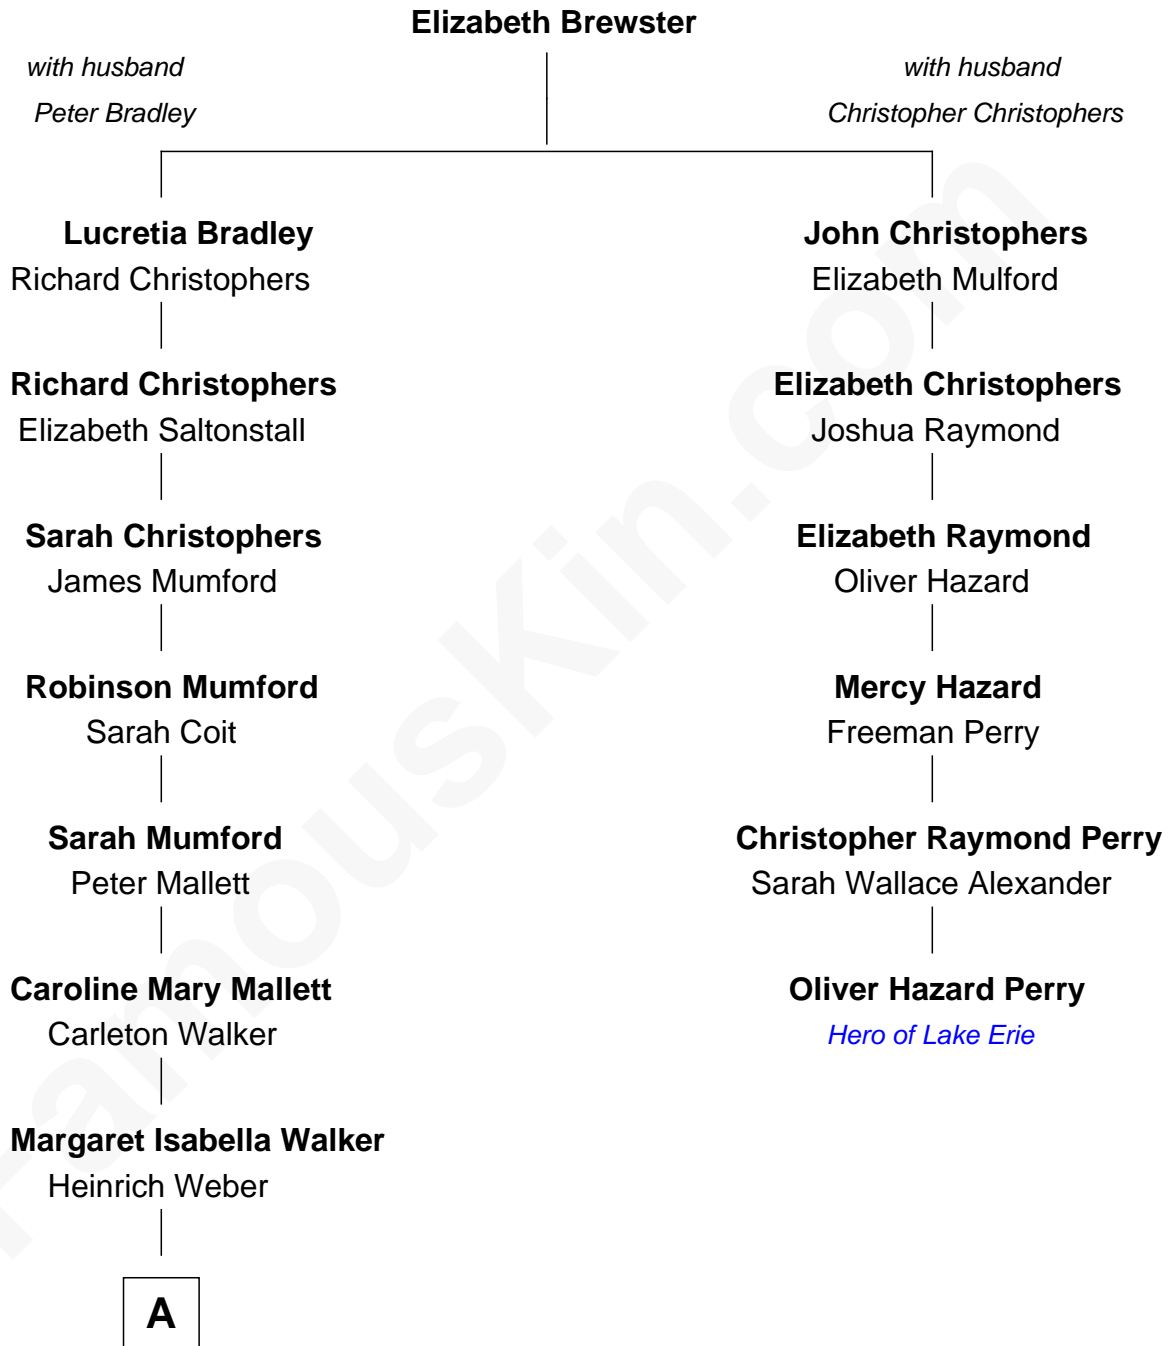 Elizabeth Brewster
with husband
Peter Bradley
with husband
Christopher Christophers
Lucretia Bradley
Richard Christophers
John Christophers
Elizabeth Mulford
Richard Christophers
Elizabeth Saltonstall
Elizabeth Christophers
Joshua Raymond
Sarah Christophers
James Mumford
Elizabeth Raymond
Oliver Hazard
Robinson Mumford
Sarah Coit
Mercy Hazard
Freeman Perry
Sarah Mumford
Peter Mallett
Christopher Raymond Perry
Sarah Wallace Alexander
Caroline Mary Mallett
Carleton Walker
Oliver Hazard Perry
Hero of Lake Erie
Margaret Isabella Walker
Heinrich Weber
A
FamousKin.com